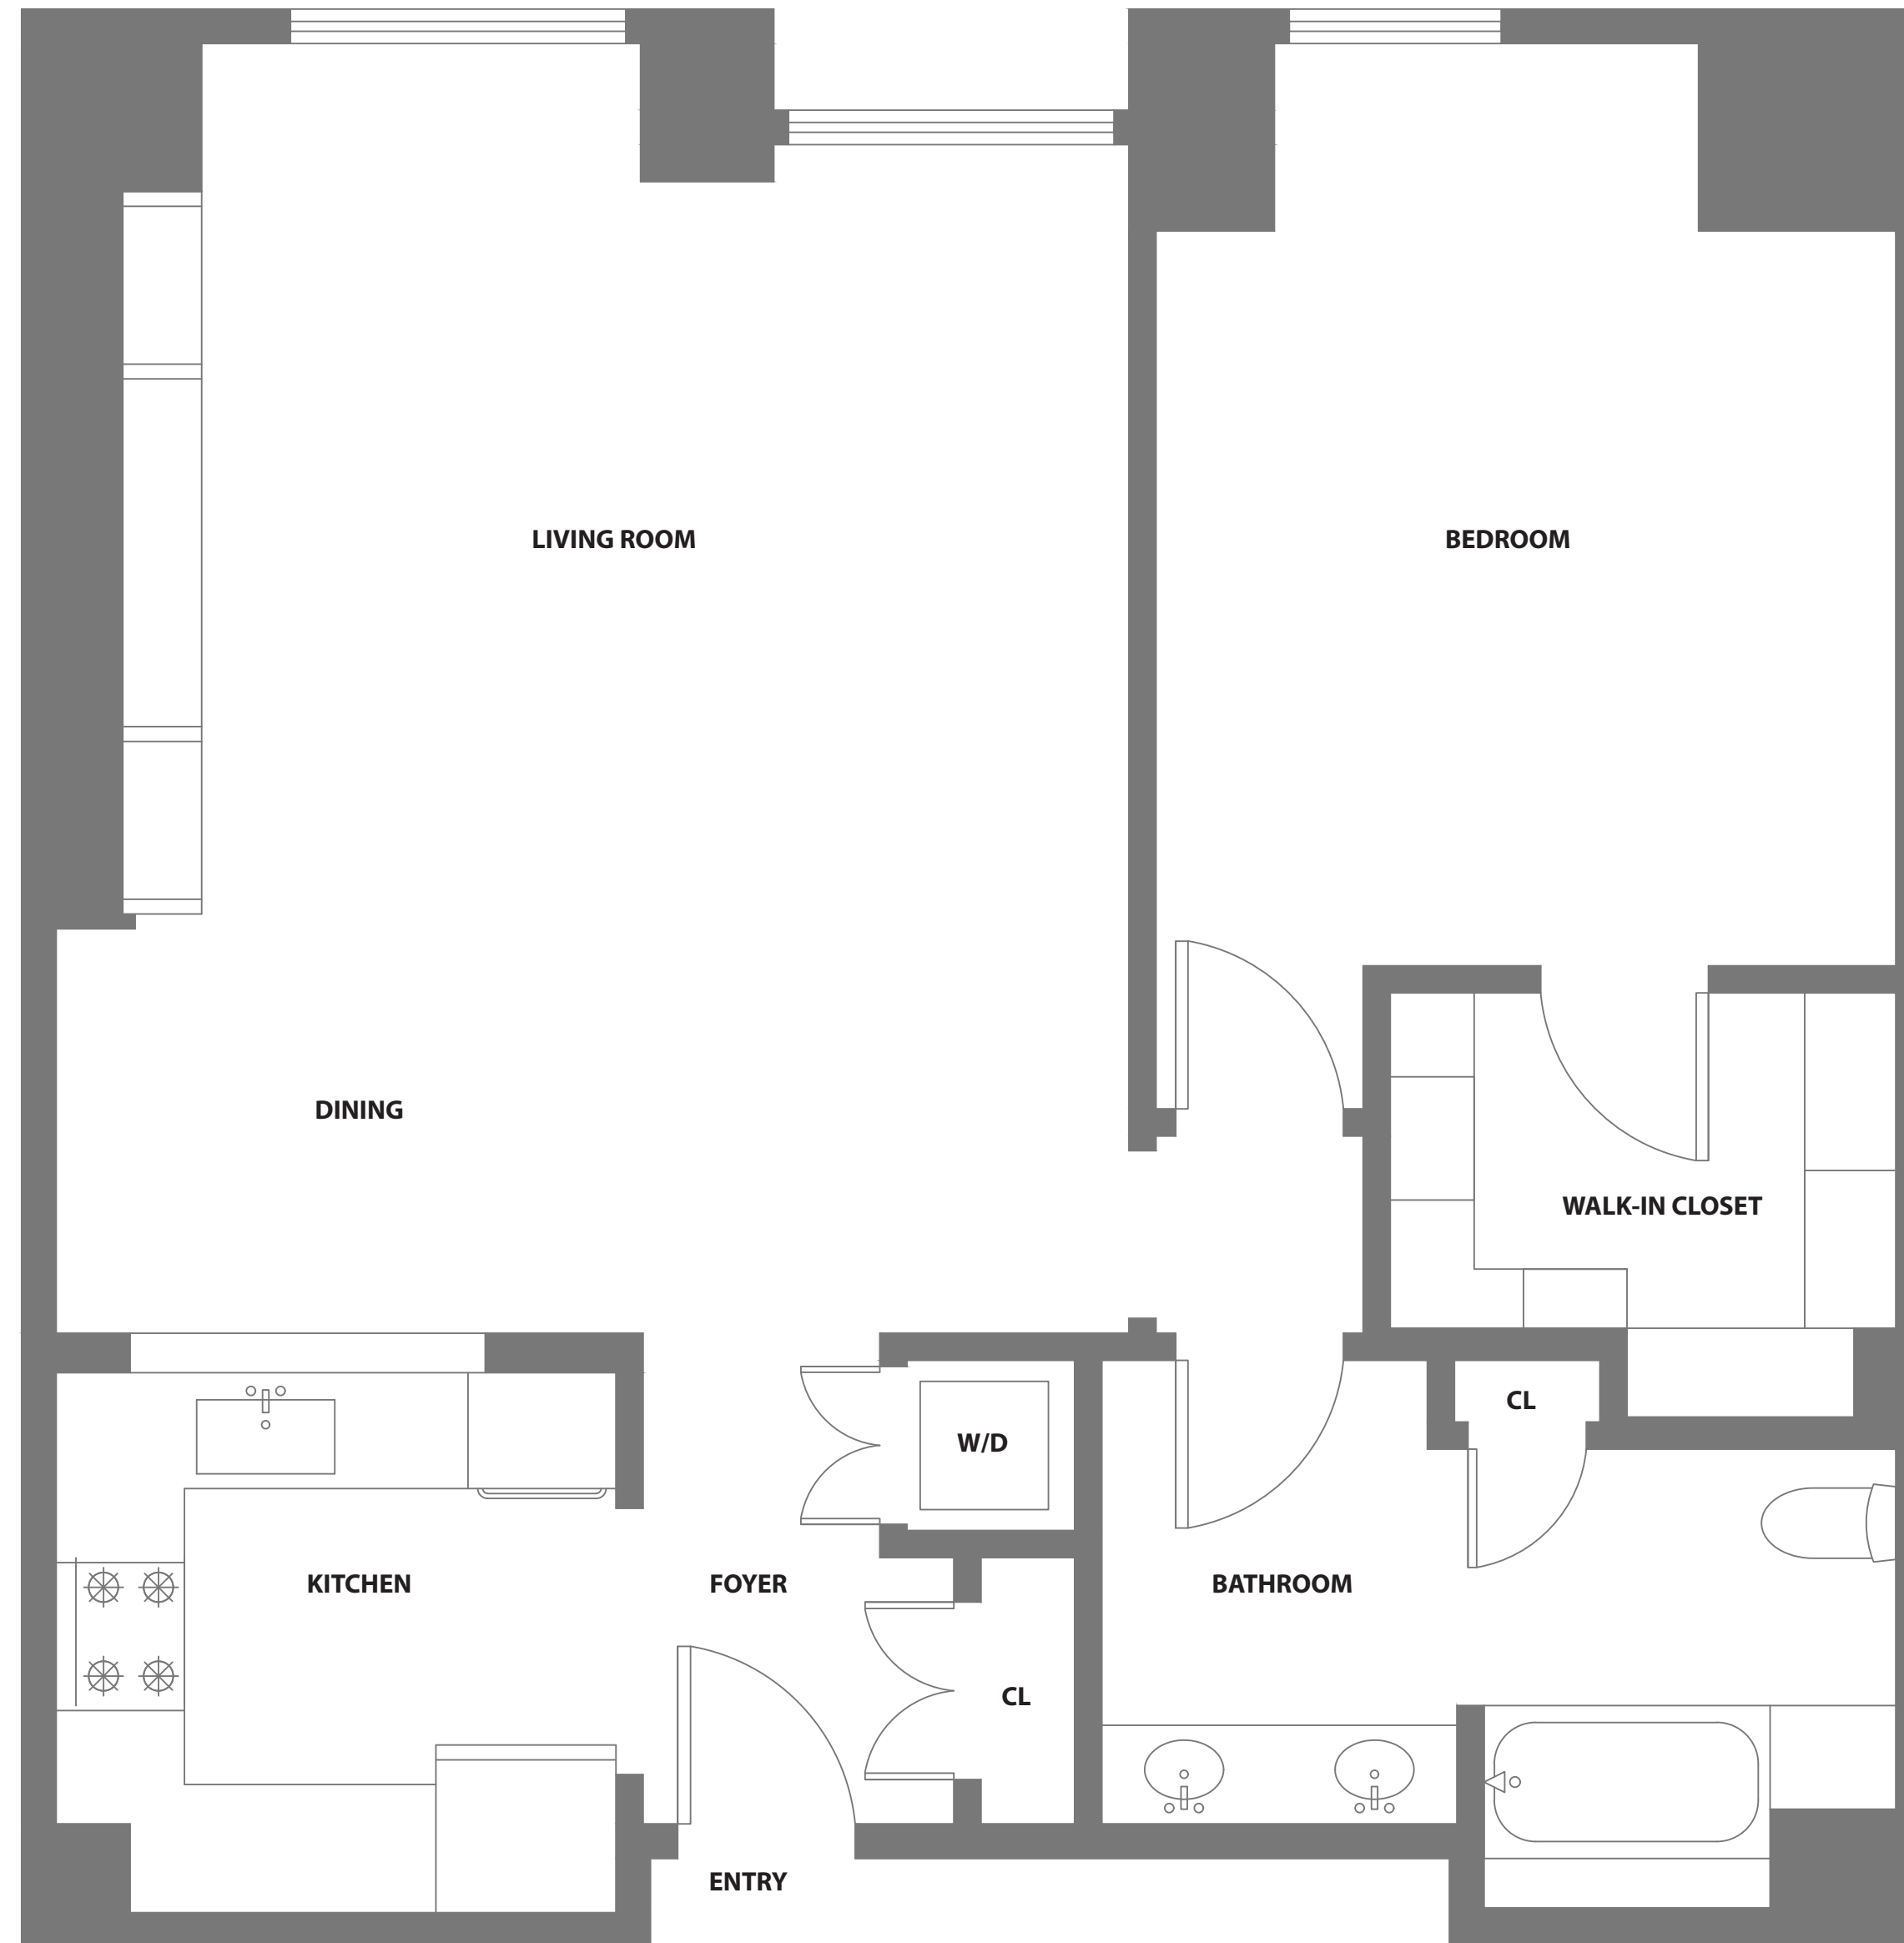 LIVING ROOM
BEDROOM
DINING
WALK-IN CLOSET
CL
W/D
KITCHEN
FOYER
BATHROOM
CL
ENTRY